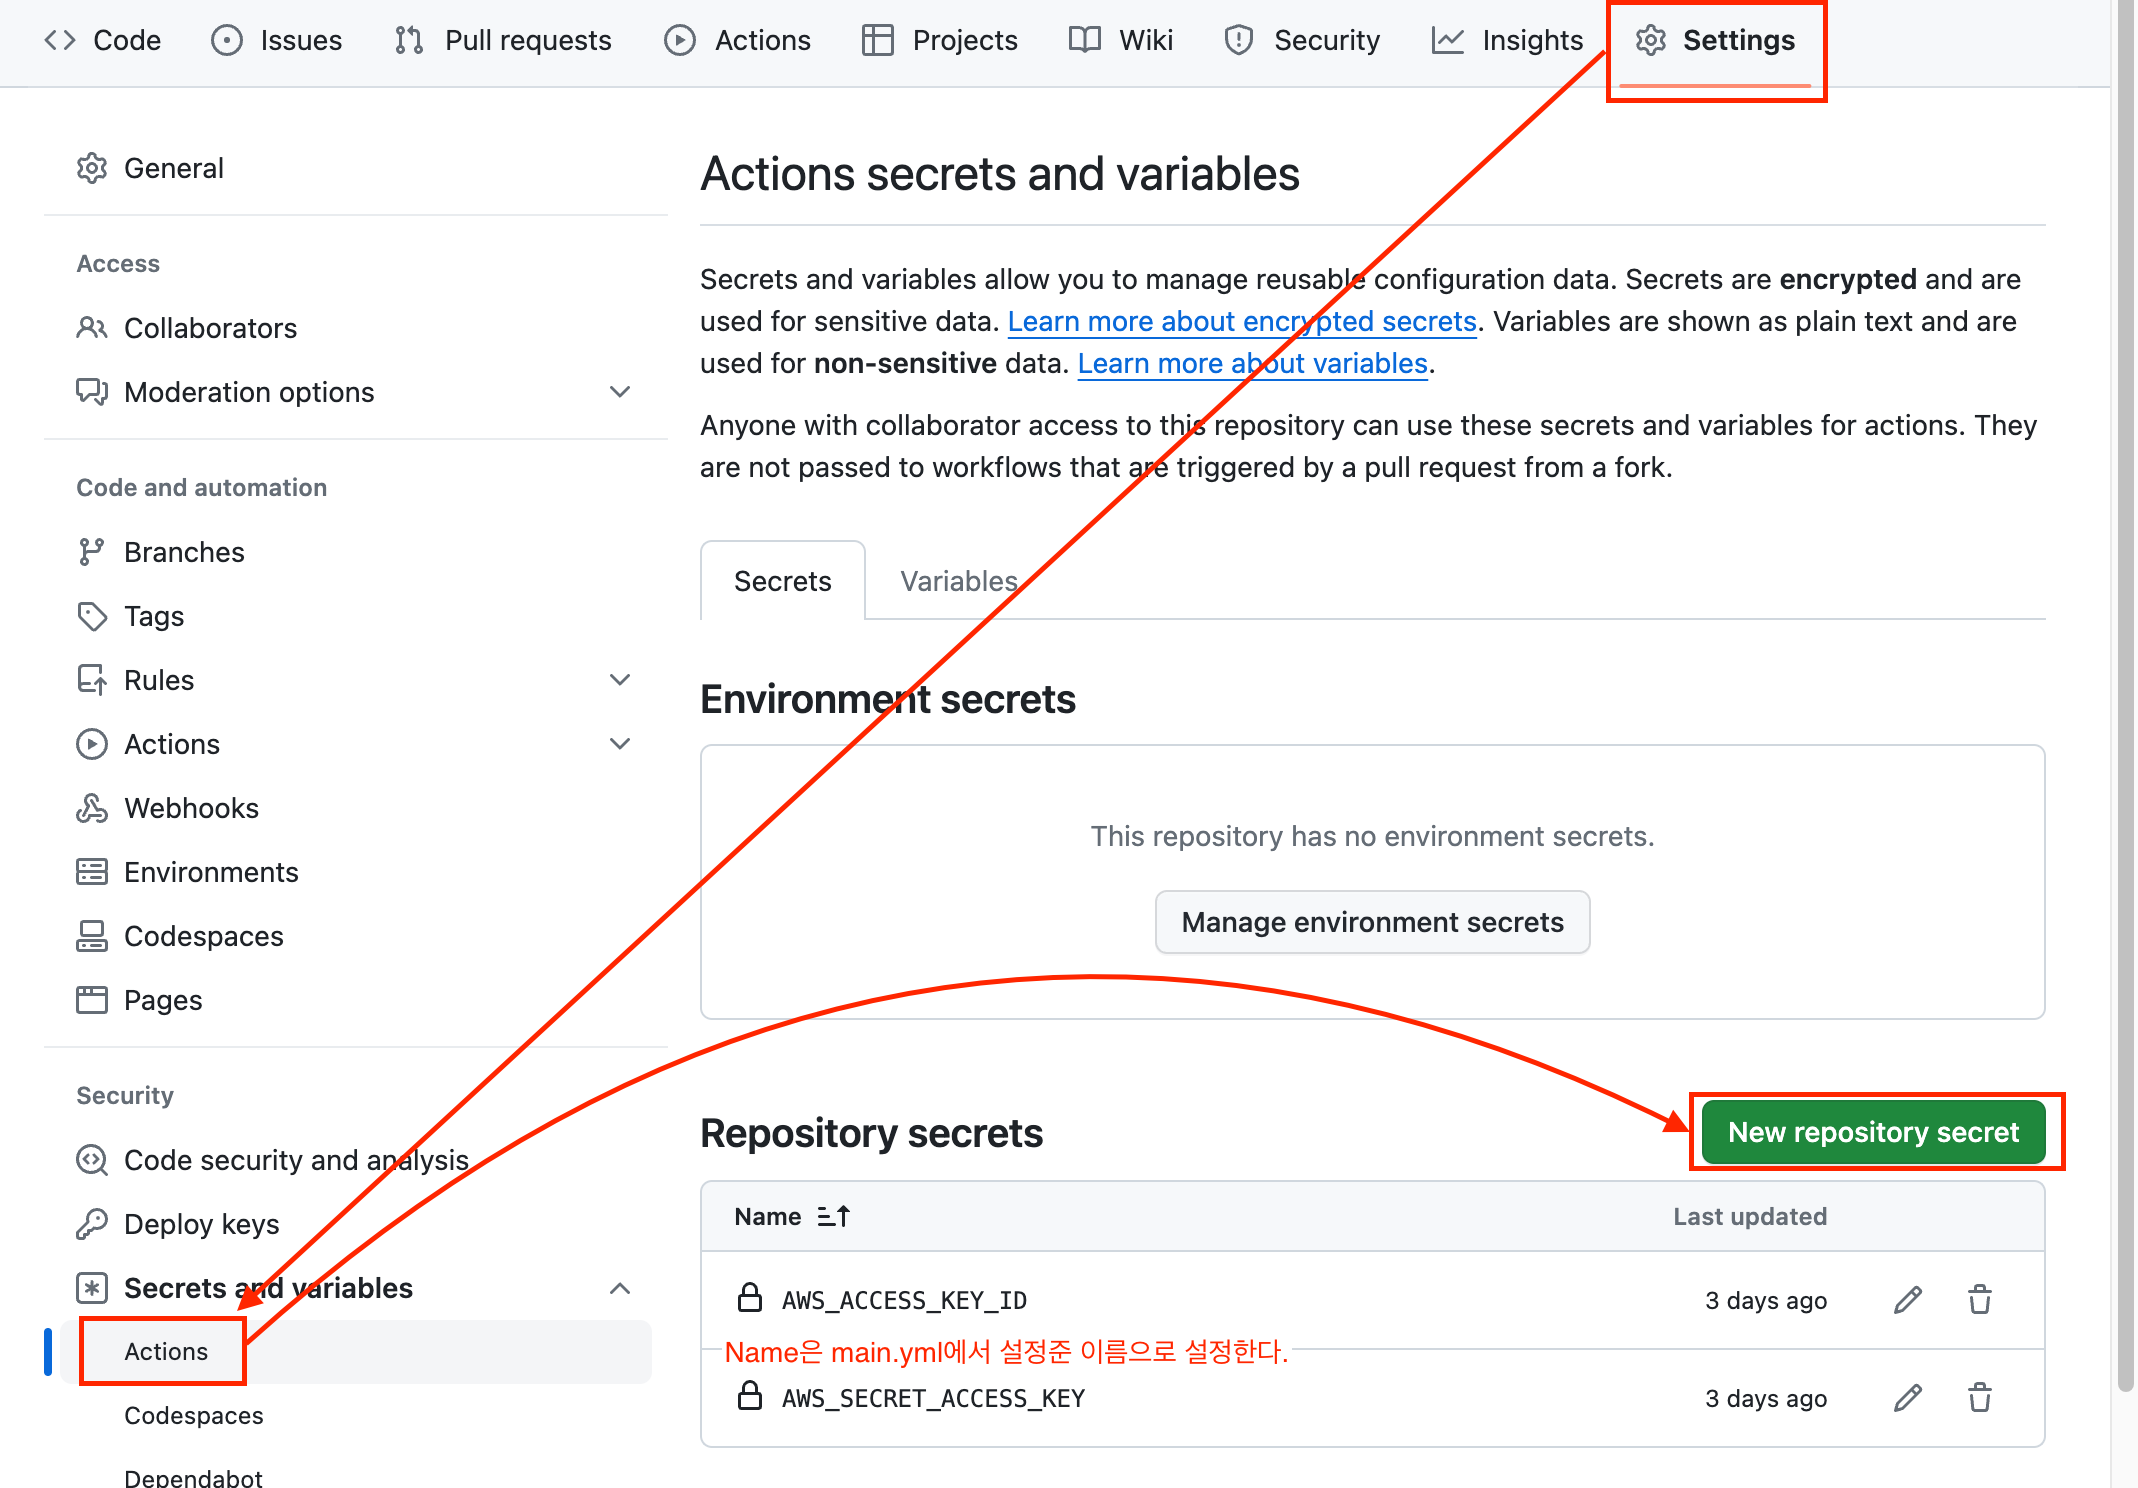 Code Issues Pull requests Actions Projects Wiki Security Insights Settings
General
Access
Collaborators
Moderation options
Code and automation
Branches
Tags
Rules
Actions
Webhooks
Environments
Codespaces
Pages
Security
Code security and analysis
Deploy keys
Secrets and variables
Actions
Codespaces
Dependabot
Actions secrets and variables
Secrets and variables allow you to manage reusable configuration data. Secrets are encrypted and are
used for sensitive data. Learn more about encrypted secrets. Variables are shown as plain text and are
used for non-sensitive data. Learn more about variables.
Anyone with collaborator access to this repository can use these secrets and variables for actions. They
are not passed to workflows that are triggered by a pull request from a fork.
Secrets Variables
Environment secrets
This repository has no environment secrets.
Manage environment secrets
Repository secrets New repository secret
Name Last updated
AWS_ACCESS_KEY_ID 3 days ago
Name은 main.yml에서 설정준 이름으로 설정한다.
AWS_SECRET_ACCESS_KEY 3 days ago